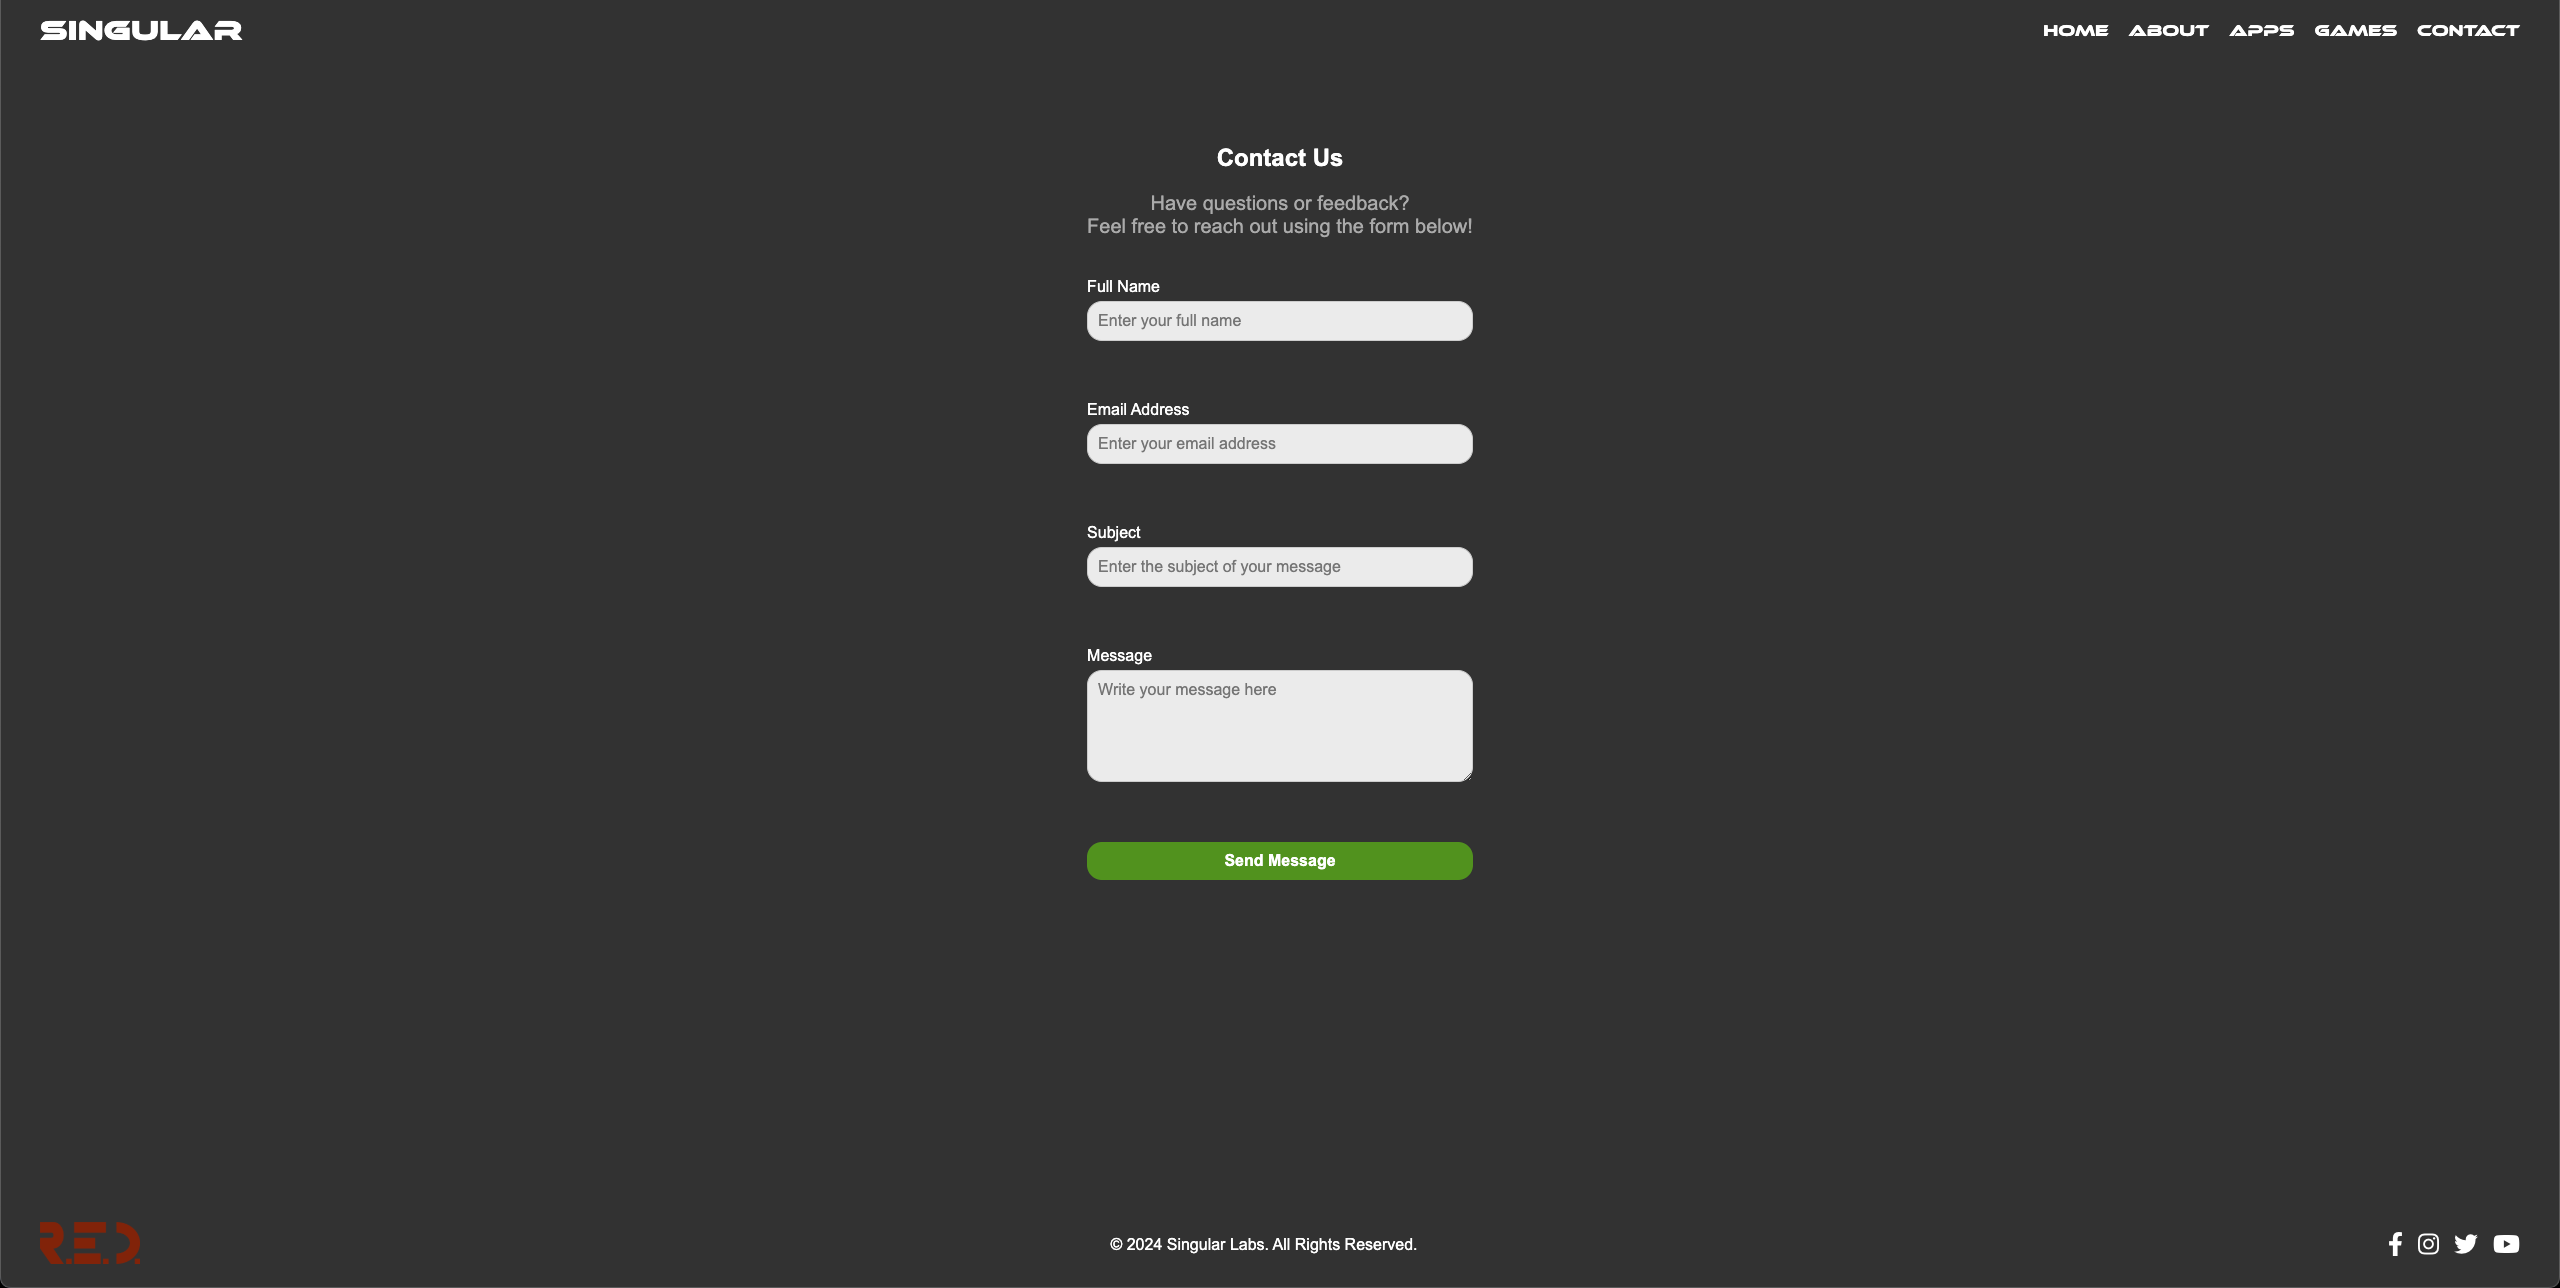 SINGULAR
HOME ABOUT APPS GAMES CONTACT
Contact Us
Have questions or feedback?
Feel free to reach out using the form below!
Full Name
Enter your full name
Email Address
Enter your email address
Subject
Enter the subject of your message
Message
Write your message here
Send Message
R.E.D.
© 2024 Singular Labs. All Rights Reserved.